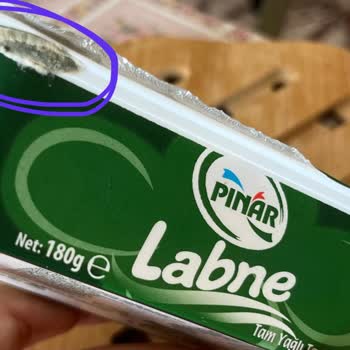 PINAR
Labne
Net: 180g e
Tam Yağlı